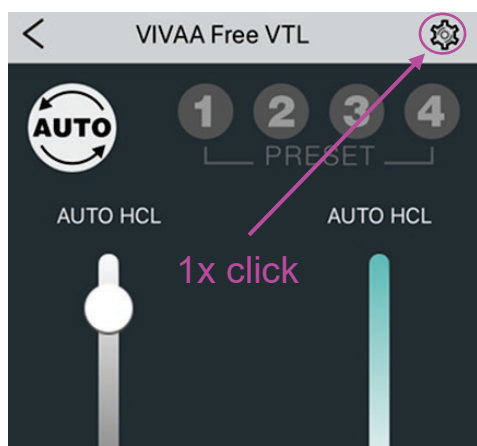 VIVAA Free VTL
AUTO
1 2 3 4
PRESET
AUTO HCL
AUTO HCL
1x click